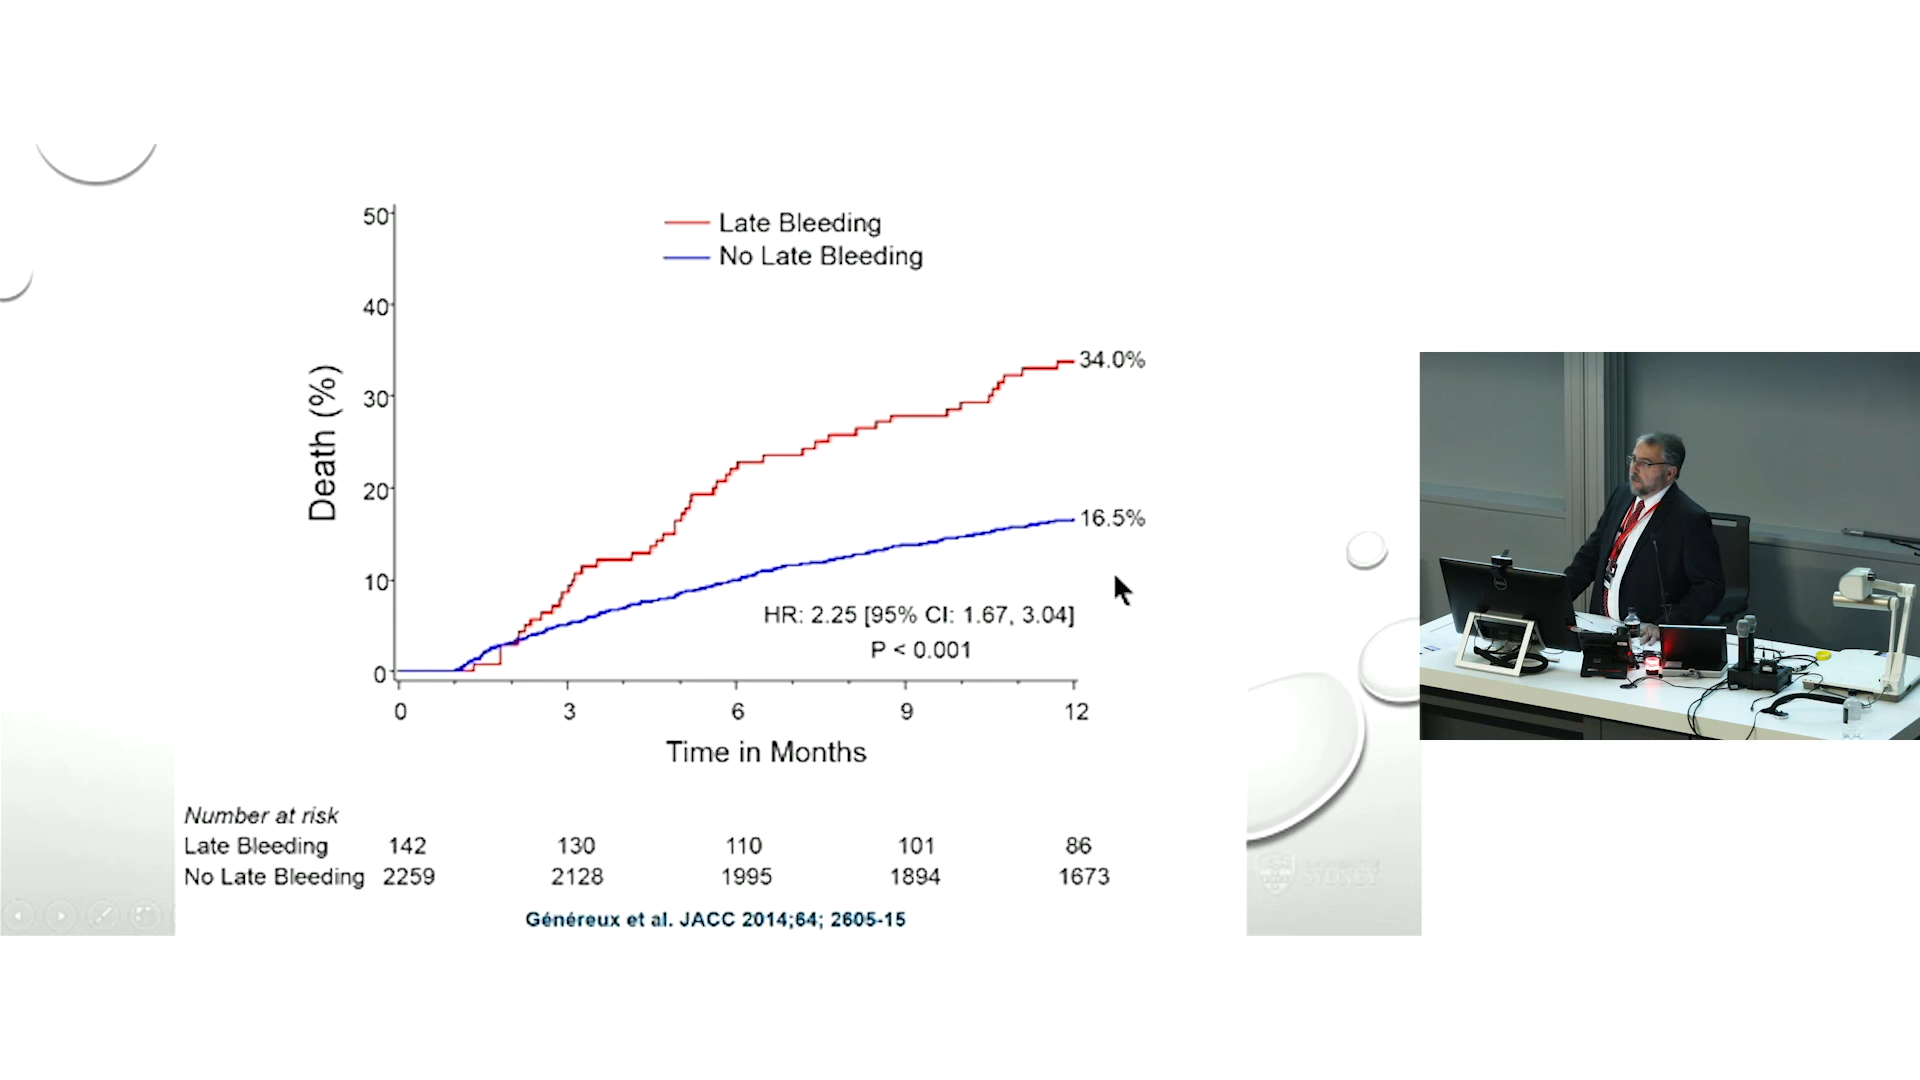 50
Late Bleeding
No Late Bleeding
40
34.0%
30
Death (%)
20
16.5%
10
HR: 2.25 [95% CI: 1.67, 3.04]
P < 0.001
0
0 3 6 9 12
Time in Months
Number at risk
Late Bleeding 142 130 110 101 86
No Late Bleeding 2259 2128 1995 1894 1673
SYDNEY
Généreux et al. JACC 2014;64; 2605-15